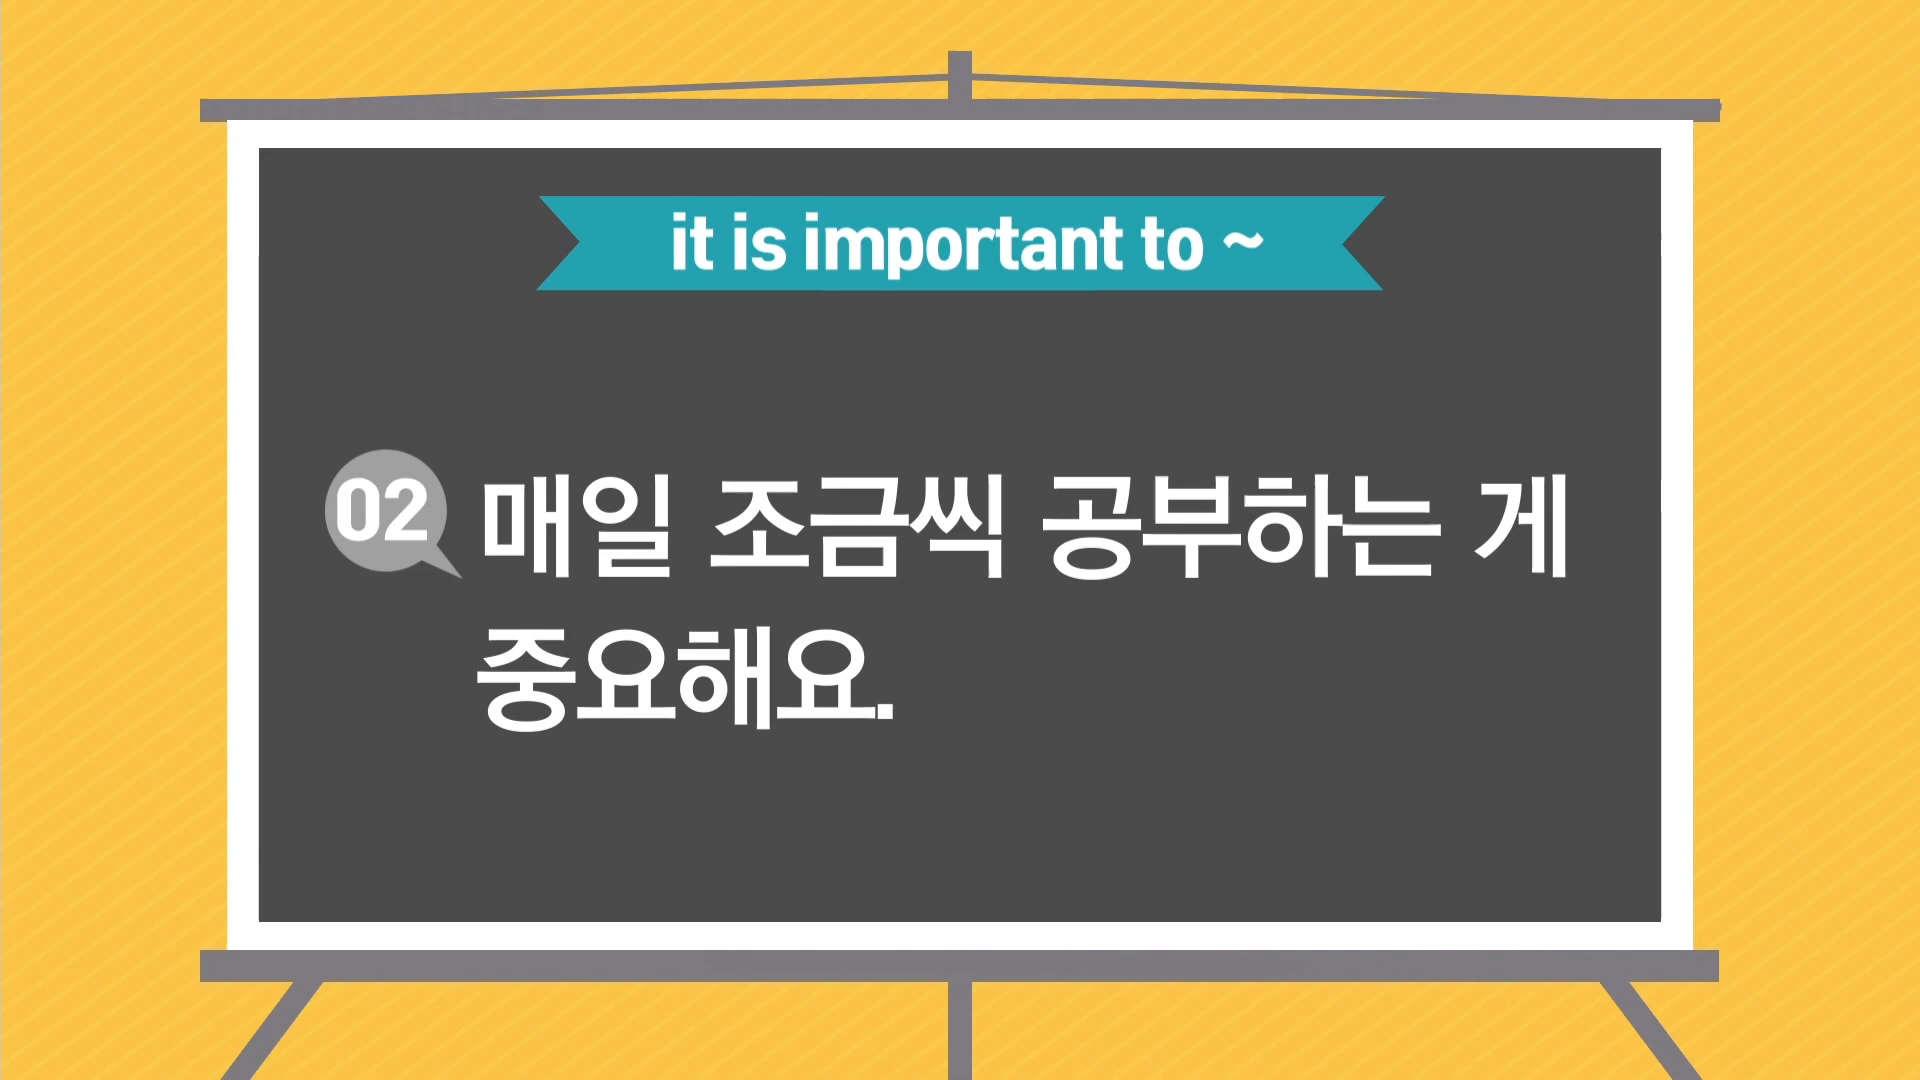 it is important to ~
02 매일 조금씩 공부하는 게
중요해요.